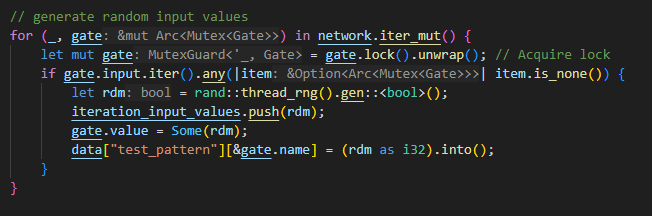 // generate random input values
for (_, gate: &mut Arc<Mutex<Gate>>) in network.iter_mut() {
let mut gate: MutexGuard<'_, Gate> = gate.lock().unwrap(); // Acquire lock
if gate.input.iter().any(|item: &Option<Arc<Mutex<Gate>>>| item.is_none()) {
let rdm: bool = rand::thread_rng().gen::<bool>();
iteration_input_values.push(rdm);
gate.value = Some(rdm);
data["test_pattern"][&gate.name] = (rdm as i32).into();
}
}